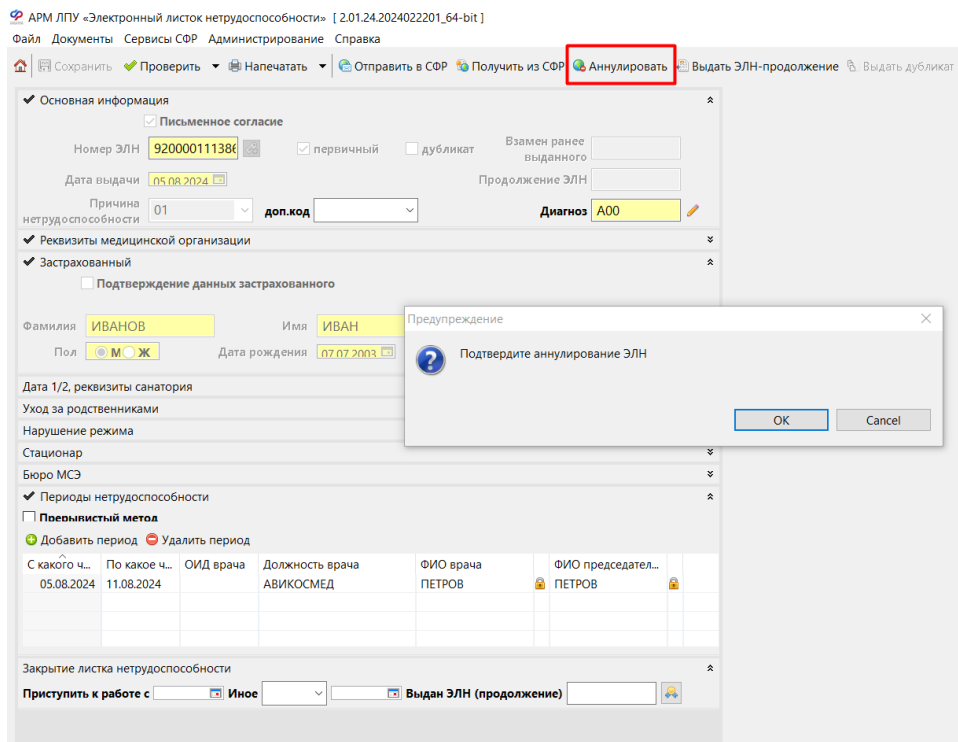 АРМ ЛПУ «Электронный листок нетрудоспособности» [ 2.01.24.2024022201_64-bit ]
Файл Документы Сервисы СФР Администрирование Справка
Сохранить Проверить Напечатать Отправить в СФР Получить из СФР Аннулировать Выдать ЭЛН-продолжение Выдать дубликат
Основная информация
Письменное согласие
Номер ЭЛН 92000011138 первичный дубликат Взамен ранее выданного
Дата выдачи 05.08.2024 Продолжение ЭЛН
Причина нетрудоспособности 01 доп.код Диагноз A00
Реквизиты медицинской организации
Застрахованный
Подтверждение данных застрахованного
Фамилия ИВАНОВ Имя ИВАН
Пол М Ж Дата рождения 07.07.2003
Предупреждение
Подтвердите аннулирование ЭЛН
OK Cancel
Дата 1/2, реквизиты санатория
Уход за родственниками
Нарушение режима
Стационар
Бюро МСЭ
Периоды нетрудоспособности
Прерывистый метод
Добавить период Удалить период
С какого ч... По какое ч... ОИД врача Должность врача ФИО врача ФИО председател...
05.08.2024 11.08.2024 АВИКОСМЕД ПЕТРОВ ПЕТРОВ
Закрытие листка нетрудоспособности
Приступить к работе с Иное Выдан ЭЛН (продолжение)